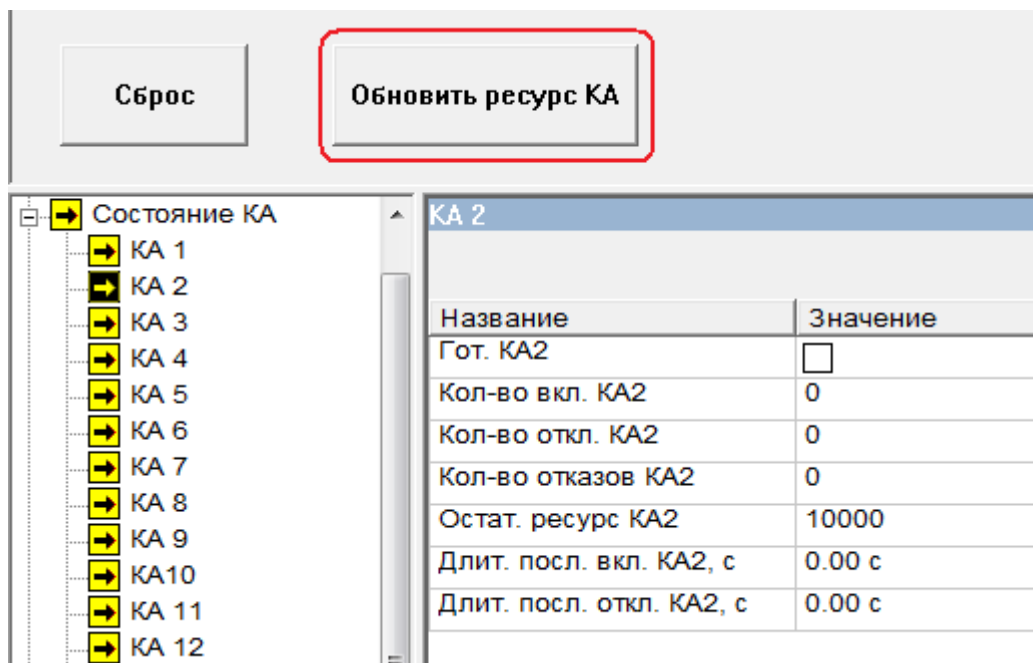 Сброс
Обновить ресурс КА
Состояние КА
КА 1
КА 2
КА 3
КА 4
КА 5
КА 6
КА 7
КА 8
КА 9
КА10
КА 11
КА 12
КА 2
Название Значение
Гот. КА2
Кол-во вкл. КА2 0
Кол-во откл. КА2 0
Кол-во отказов КА2 0
Остат. ресурс КА2 10000
Длит. посл. вкл. КА2, с 0.00 с
Длит. посл. откл. КА2, с 0.00 с